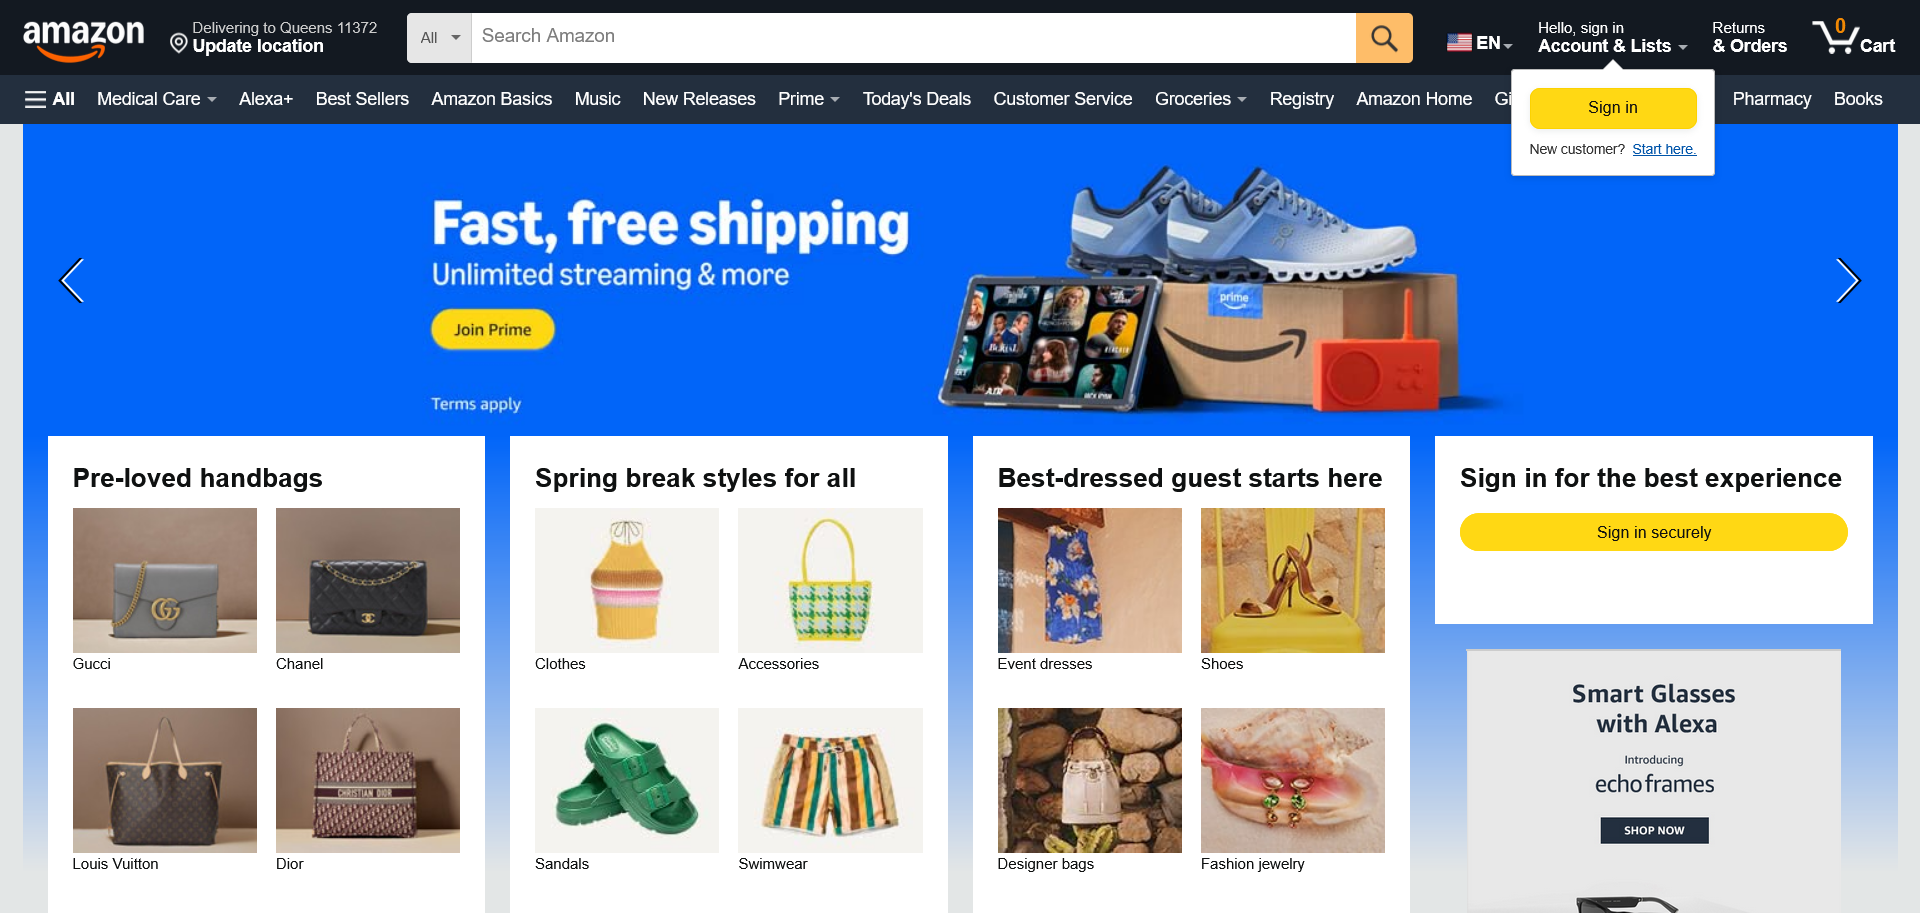 amazon
Delivering to Queens 11372
Update location
All
Search Amazon
EN
Hello, sign in
Account & Lists
Returns
& Orders
0
Cart
All
Medical Care
Alexa+
Best Sellers
Amazon Basics
Music
New Releases
Prime
Today's Deals
Customer Service
Groceries
Registry
Amazon Home
Gi
Pharmacy
Books
Sign in
New customer? Start here.
Fast, free shipping
Unlimited streaming & more
Join Prime
Terms apply
prime
Pre-loved handbags
Gucci
Chanel
CHRISTIAN DIOR
Louis Vuitton
Dior
Spring break styles for all
Clothes
Accessories
Sandals
Swimwear
Best-dressed guest starts here
Event dresses
Shoes
Designer bags
Fashion jewelry
Sign in for the best experience
Sign in securely
Smart Glasses
with Alexa
Introducing
echo frames
SHOP NOW